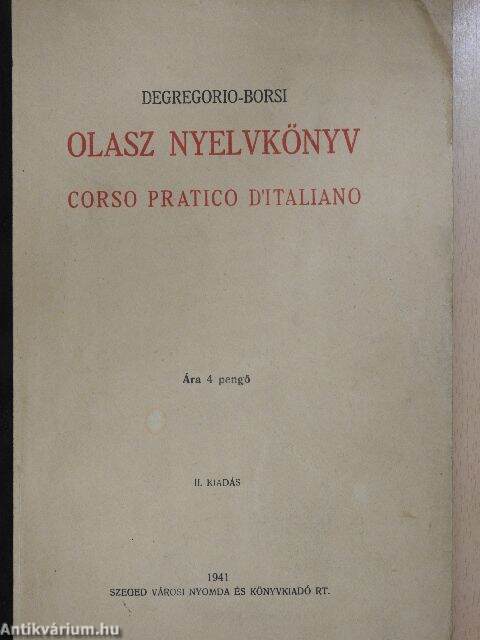 DEGREGORIO-BORSI
OLASZ NYELVKÖNYV
CORSO PRATICO D'ITALIANO
Ára 4 pengő
II. KIADÁS
1941
SZEGED VÁROSI NYOMDA ÉS KÖNYVKIADÓ RT.
Antikvárium.hu